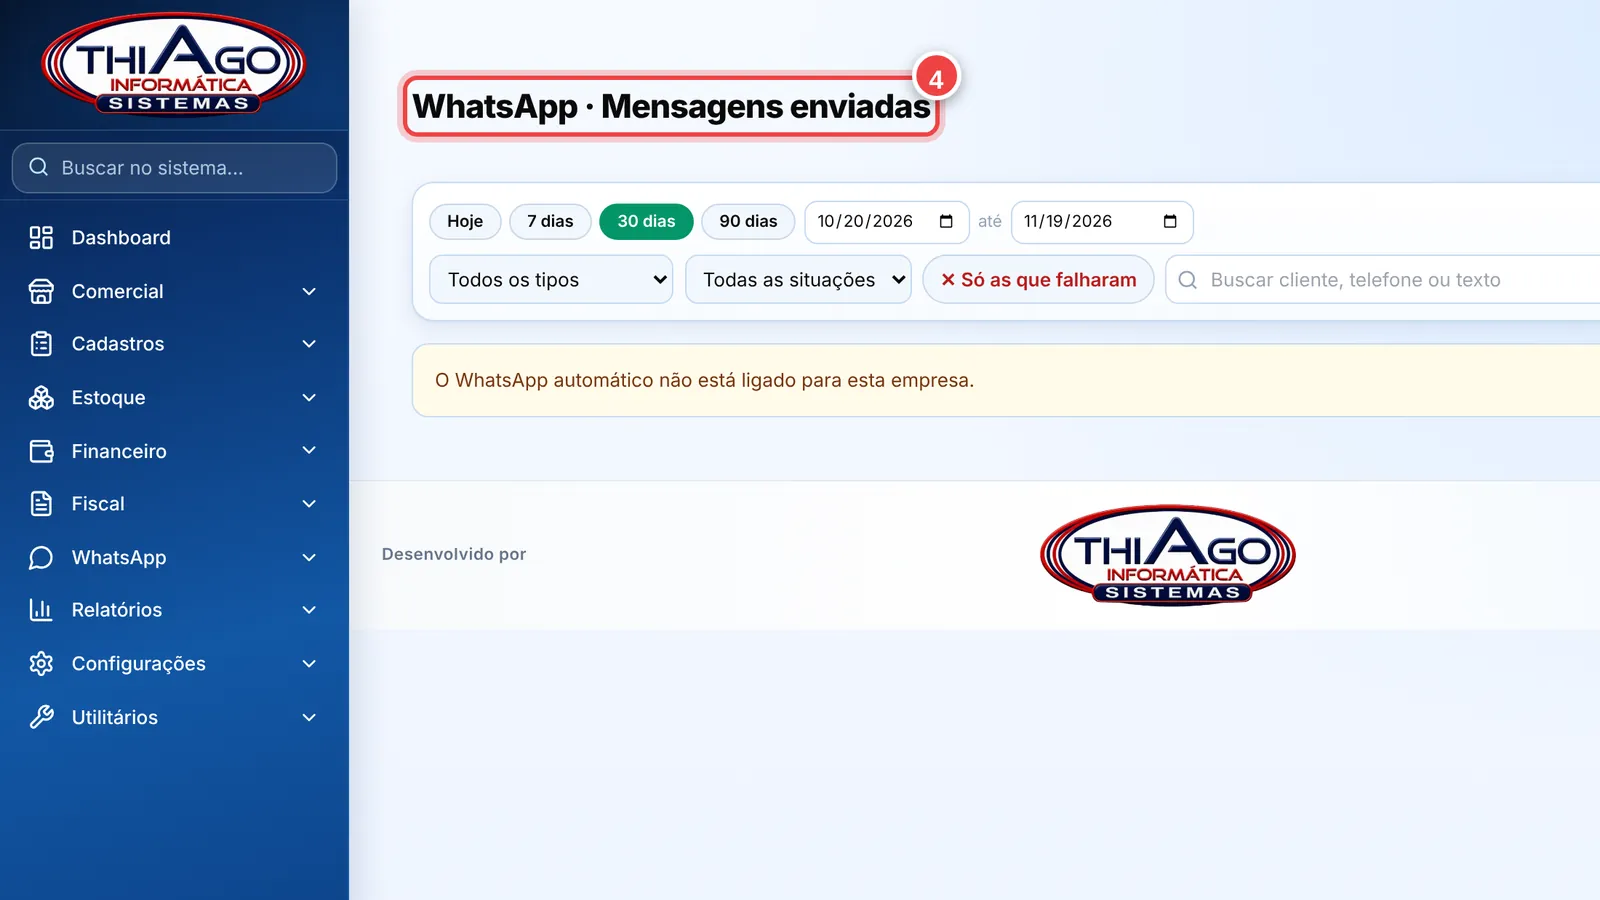 THIAGO
INFORMÁTICA
SISTEMAS
Buscar no sistema...
Dashboard
Comercial
Cadastros
Estoque
Financeiro
Fiscal
WhatsApp
Relatórios
Configurações
Utilitários
WhatsApp · Mensagens enviadas
4
Hoje 7 dias 30 dias 90 dias 10/20/2026 até 11/19/2026
Todos os tipos Todas as situações ✕ Só as que falharam Buscar cliente, telefone ou texto
O WhatsApp automático não está ligado para esta empresa.
Desenvolvido por
THIAGO
INFORMÁTICA
SISTEMAS